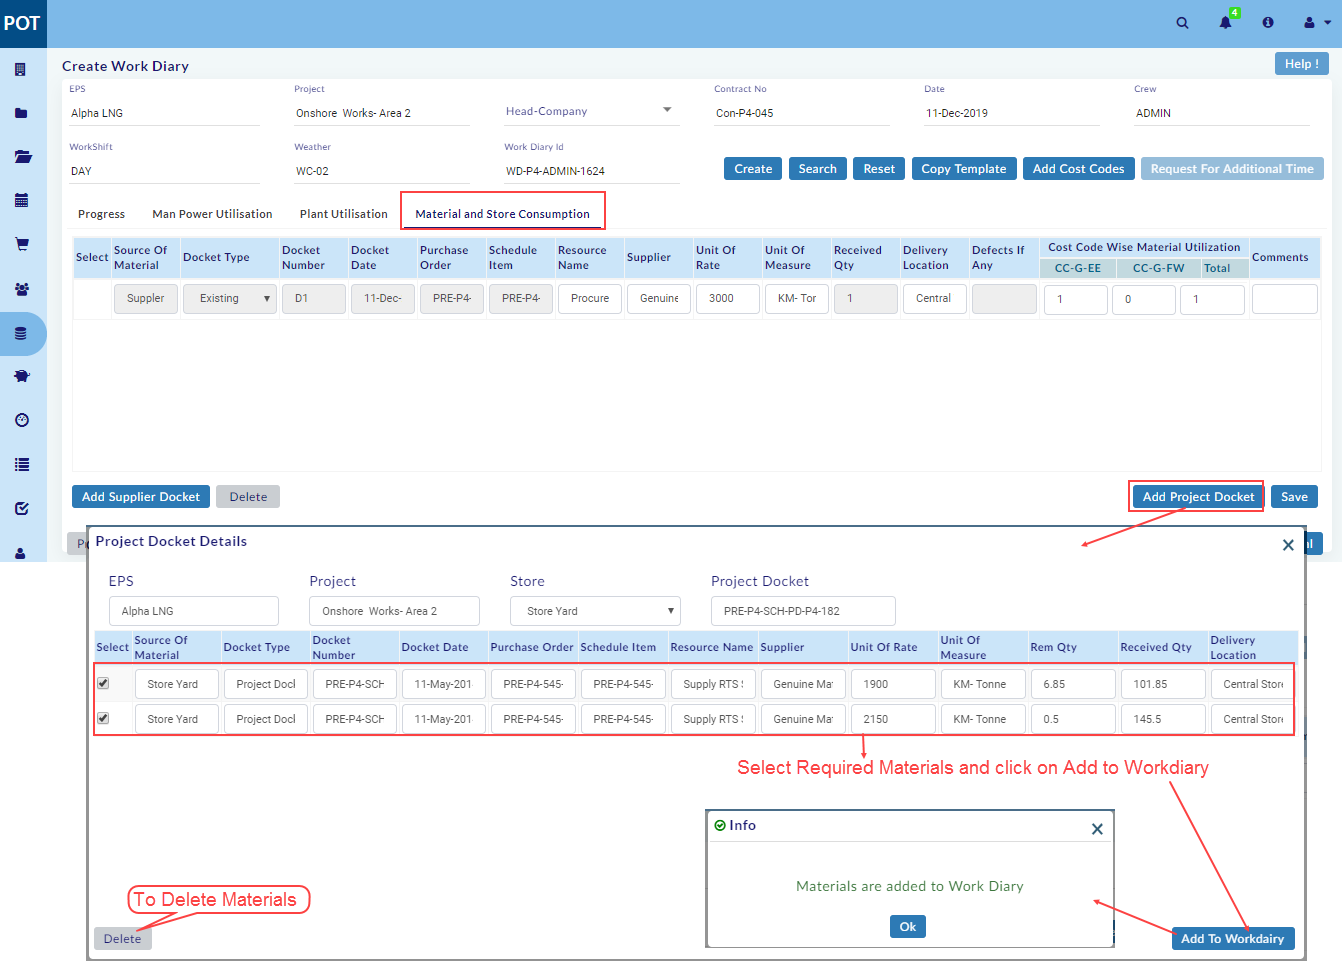 POT
4
Create Work Diary
Help !
EPS
Project
Contract No
Date
Crew
Alpha LNG
Onshore Works- Area 2
Head-Company
Con-P4-045
11-Dec-2019
ADMIN
WorkShift
Weather
Work Diary Id
DAY
WC-02
WD-P4-ADMIN-1624
Create
Search
Reset
Copy Template
Add Cost Codes
Request For Additional Time
Progress
Man Power Utilisation
Plant Utilisation
Material and Store Consumption
Select
Source Of
Material
Docket Type
Docket
Number
Docket
Date
Purchase
Order
Schedule
Item
Resource
Name
Supplier
Unit Of
Rate
Unit Of
Measure
Received
Qty
Delivery
Location
Defects If
Any
Cost Code Wise Material Utilization
CC-G-EE
CC-G-FW
Total
Comments
Suppler
Existing
D1
11-Dec-
PRE-P4-
PRE-P4-
Procure
Genuine
3000
KM- Tor
1
Central
1
0
1
Add Supplier Docket
Delete
Add Project Docket
Save
Project Docket Details
EPS
Project
Store
Project Docket
Alpha LNG
Onshore Works- Area 2
Store Yard
PRE-P4-SCH-PD-P4-182
Select
Source Of
Material
Docket Type
Docket
Number
Docket Date
Purchase Order
Schedule Item
Resource Name
Supplier
Unit Of Rate
Unit Of
Measure
Rem Qty
Received Qty
Delivery
Location
Store Yard
Project Docl
PRE-P4-SCH
11-May-201
PRE-P4-545-
PRE-P4-545-
Supply RTS S
Genuine Mat
1900
KM- Tonne
6.85
101.85
Central Store
Store Yard
Project Docl
PRE-P4-SCH
11-May-201
PRE-P4-545-
PRE-P4-545-
Supply RTS S
Genuine Mat
2150
KM- Tonne
0.5
145.5
Central Store
Select Required Materials and click on Add to Workdiary
Info
Materials are added to Work Diary
Ok
To Delete Materials
Delete
Add To Workdairy